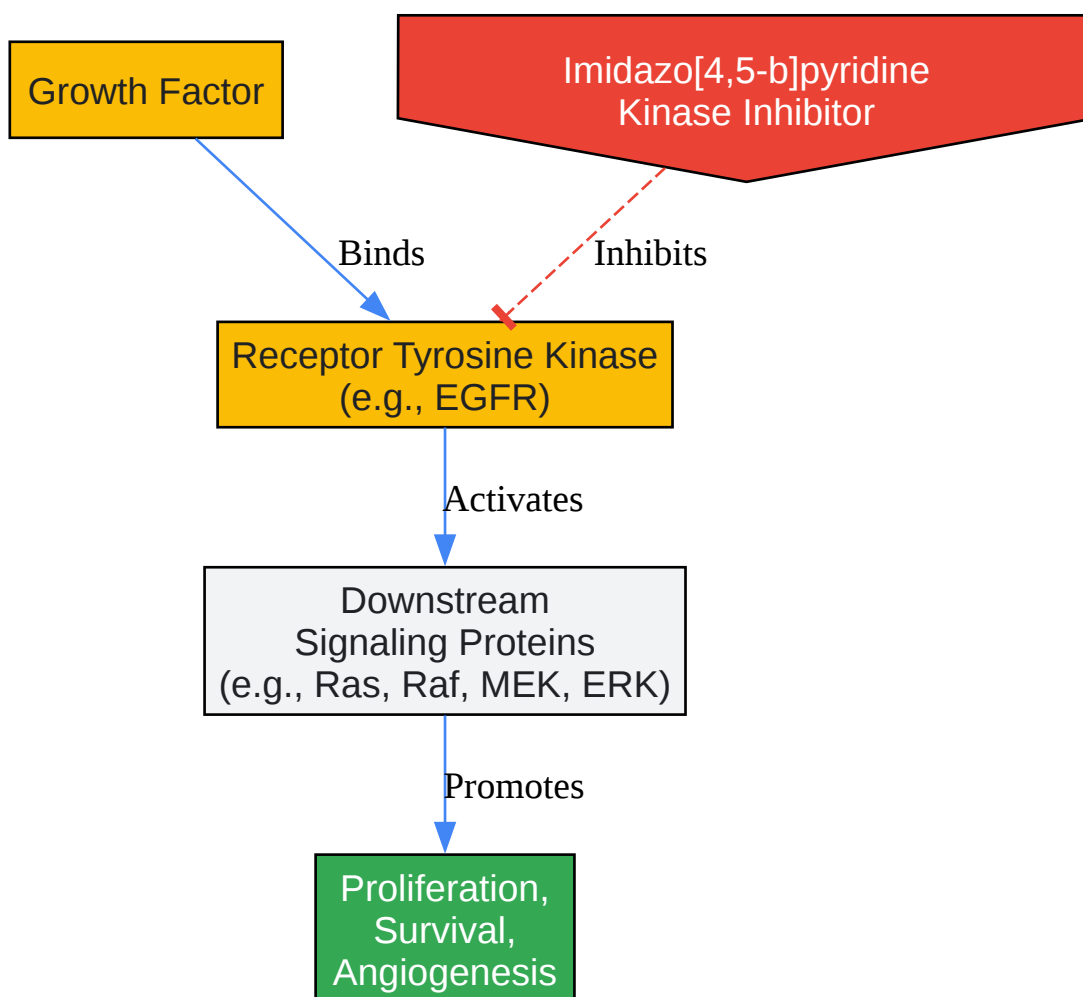 Growth Factor
Imidazo[4,5-b]pyridine
Kinase Inhibitor
Binds
Inhibits
Receptor Tyrosine Kinase
(e.g., EGFR)
Activates
Downstream
Signaling Proteins
(e.g., Ras, Raf, MEK, ERK)
Promotes
Proliferation,
Survival,
Angiogenesis